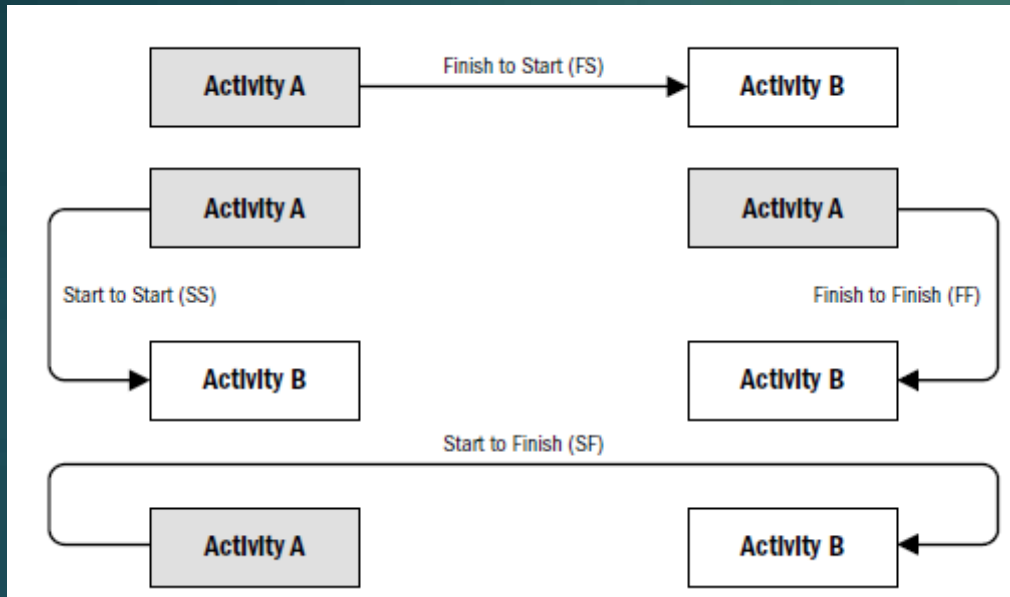 Activity A
Finish to Start (FS)
Activity B
Activity A
Activity A
Start to Start (SS)
Finish to Finish (FF)
Activity B
Activity B
Start to Finish (SF)
Activity A
Activity B